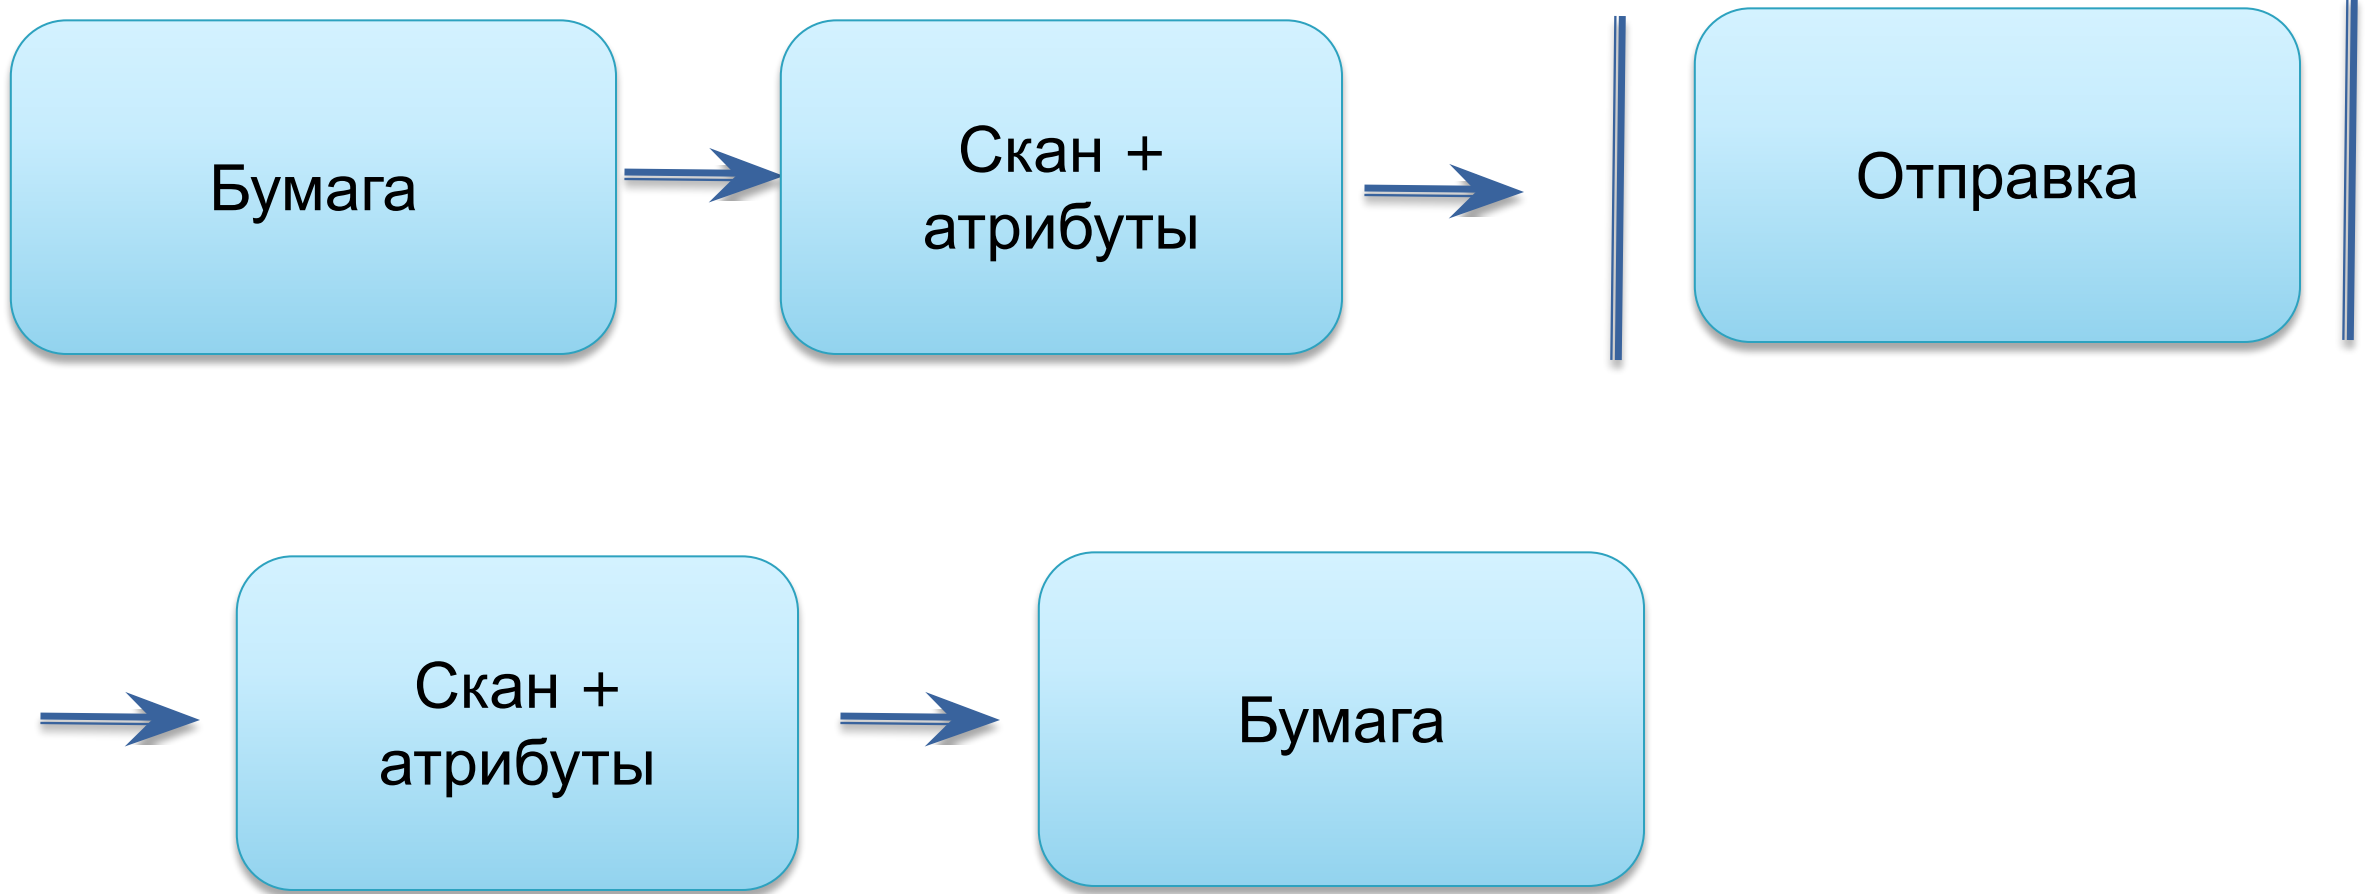 Бумага
Скан +
атрибуты
Отправка
Скан +
атрибуты
Бумага